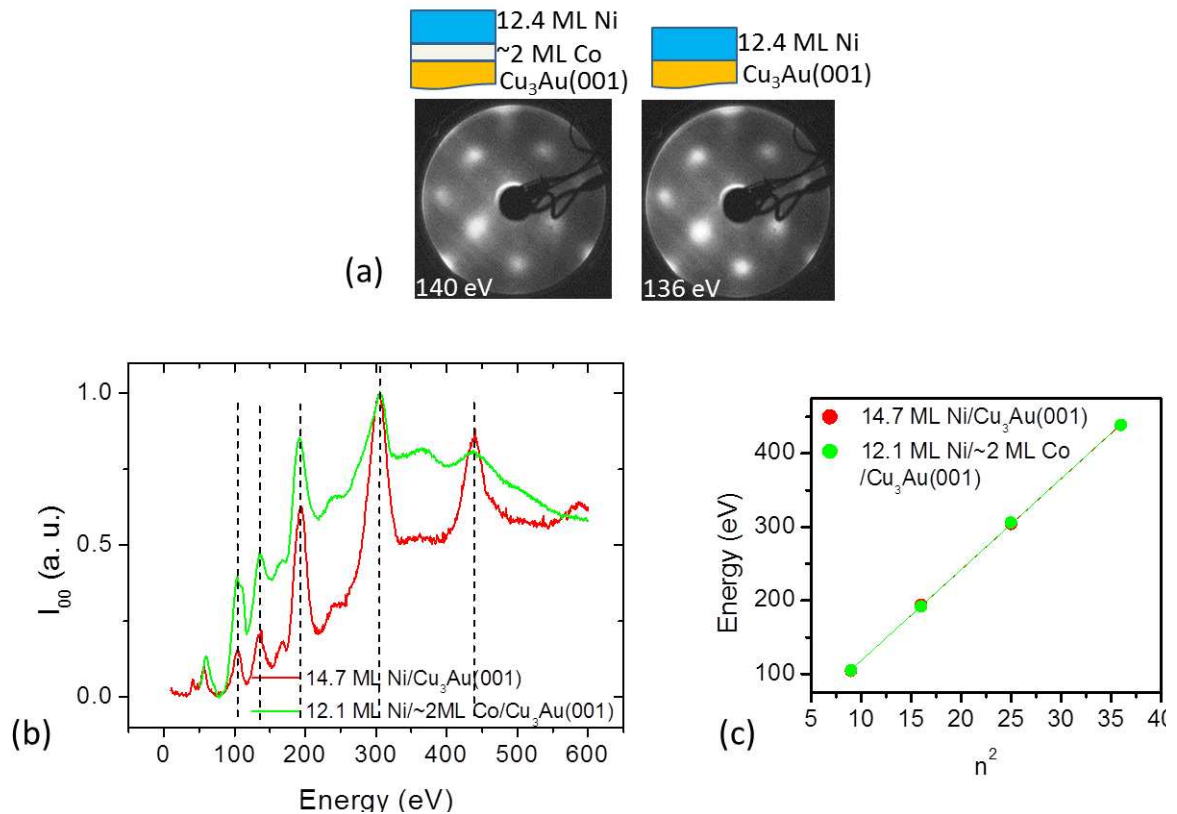 12.4 ML Ni
~2 ML Co
Cu₃Au(001)
12.4 ML Ni
Cu₃Au(001)
(a)
140 eV
136 eV
1.0
0.5
0.0
I₀₀ (a. u.)
14.7 ML Ni/Cu₃Au(001)
12.1 ML Ni/~2ML Co/Cu₃Au(001)
0 100 200 300 400 500 600
Energy (eV)
(b)
14.7 ML Ni/Cu₃Au(001)
12.1 ML Ni/~2 ML Co
/Cu₃Au(001)
400
300
200
100
Energy (eV)
5 10 15 20 25 30 35 40
n²
(c)